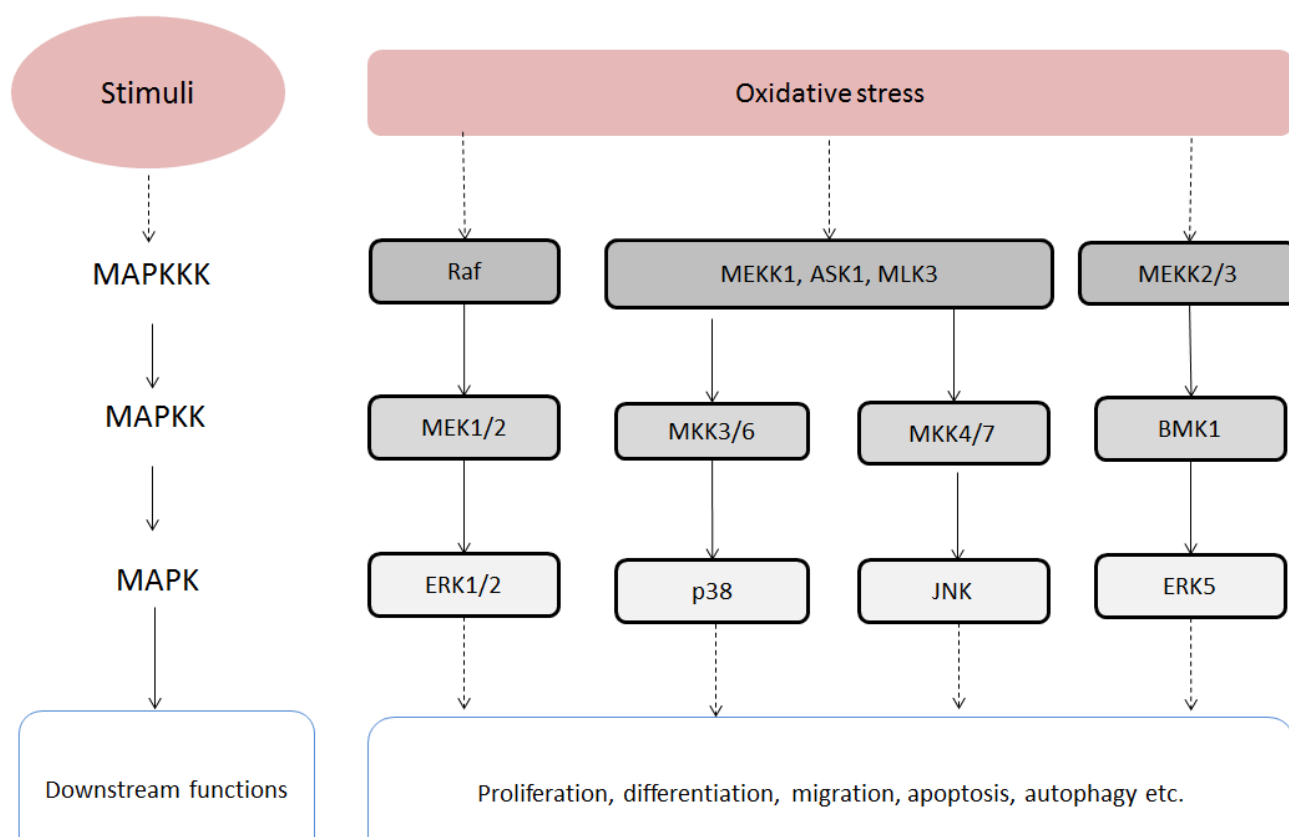 Stimuli
Oxidative stress
MAPKKK
Raf
MEKK1, ASK1, MLK3
MEKK2/3
MAPKK
MEK1/2
MKK3/6
MKK4/7
BMK1
MAPK
ERK1/2
p38
JNK
ERK5
Downstream functions
Proliferation, differentiation, migration, apoptosis, autophagy etc.